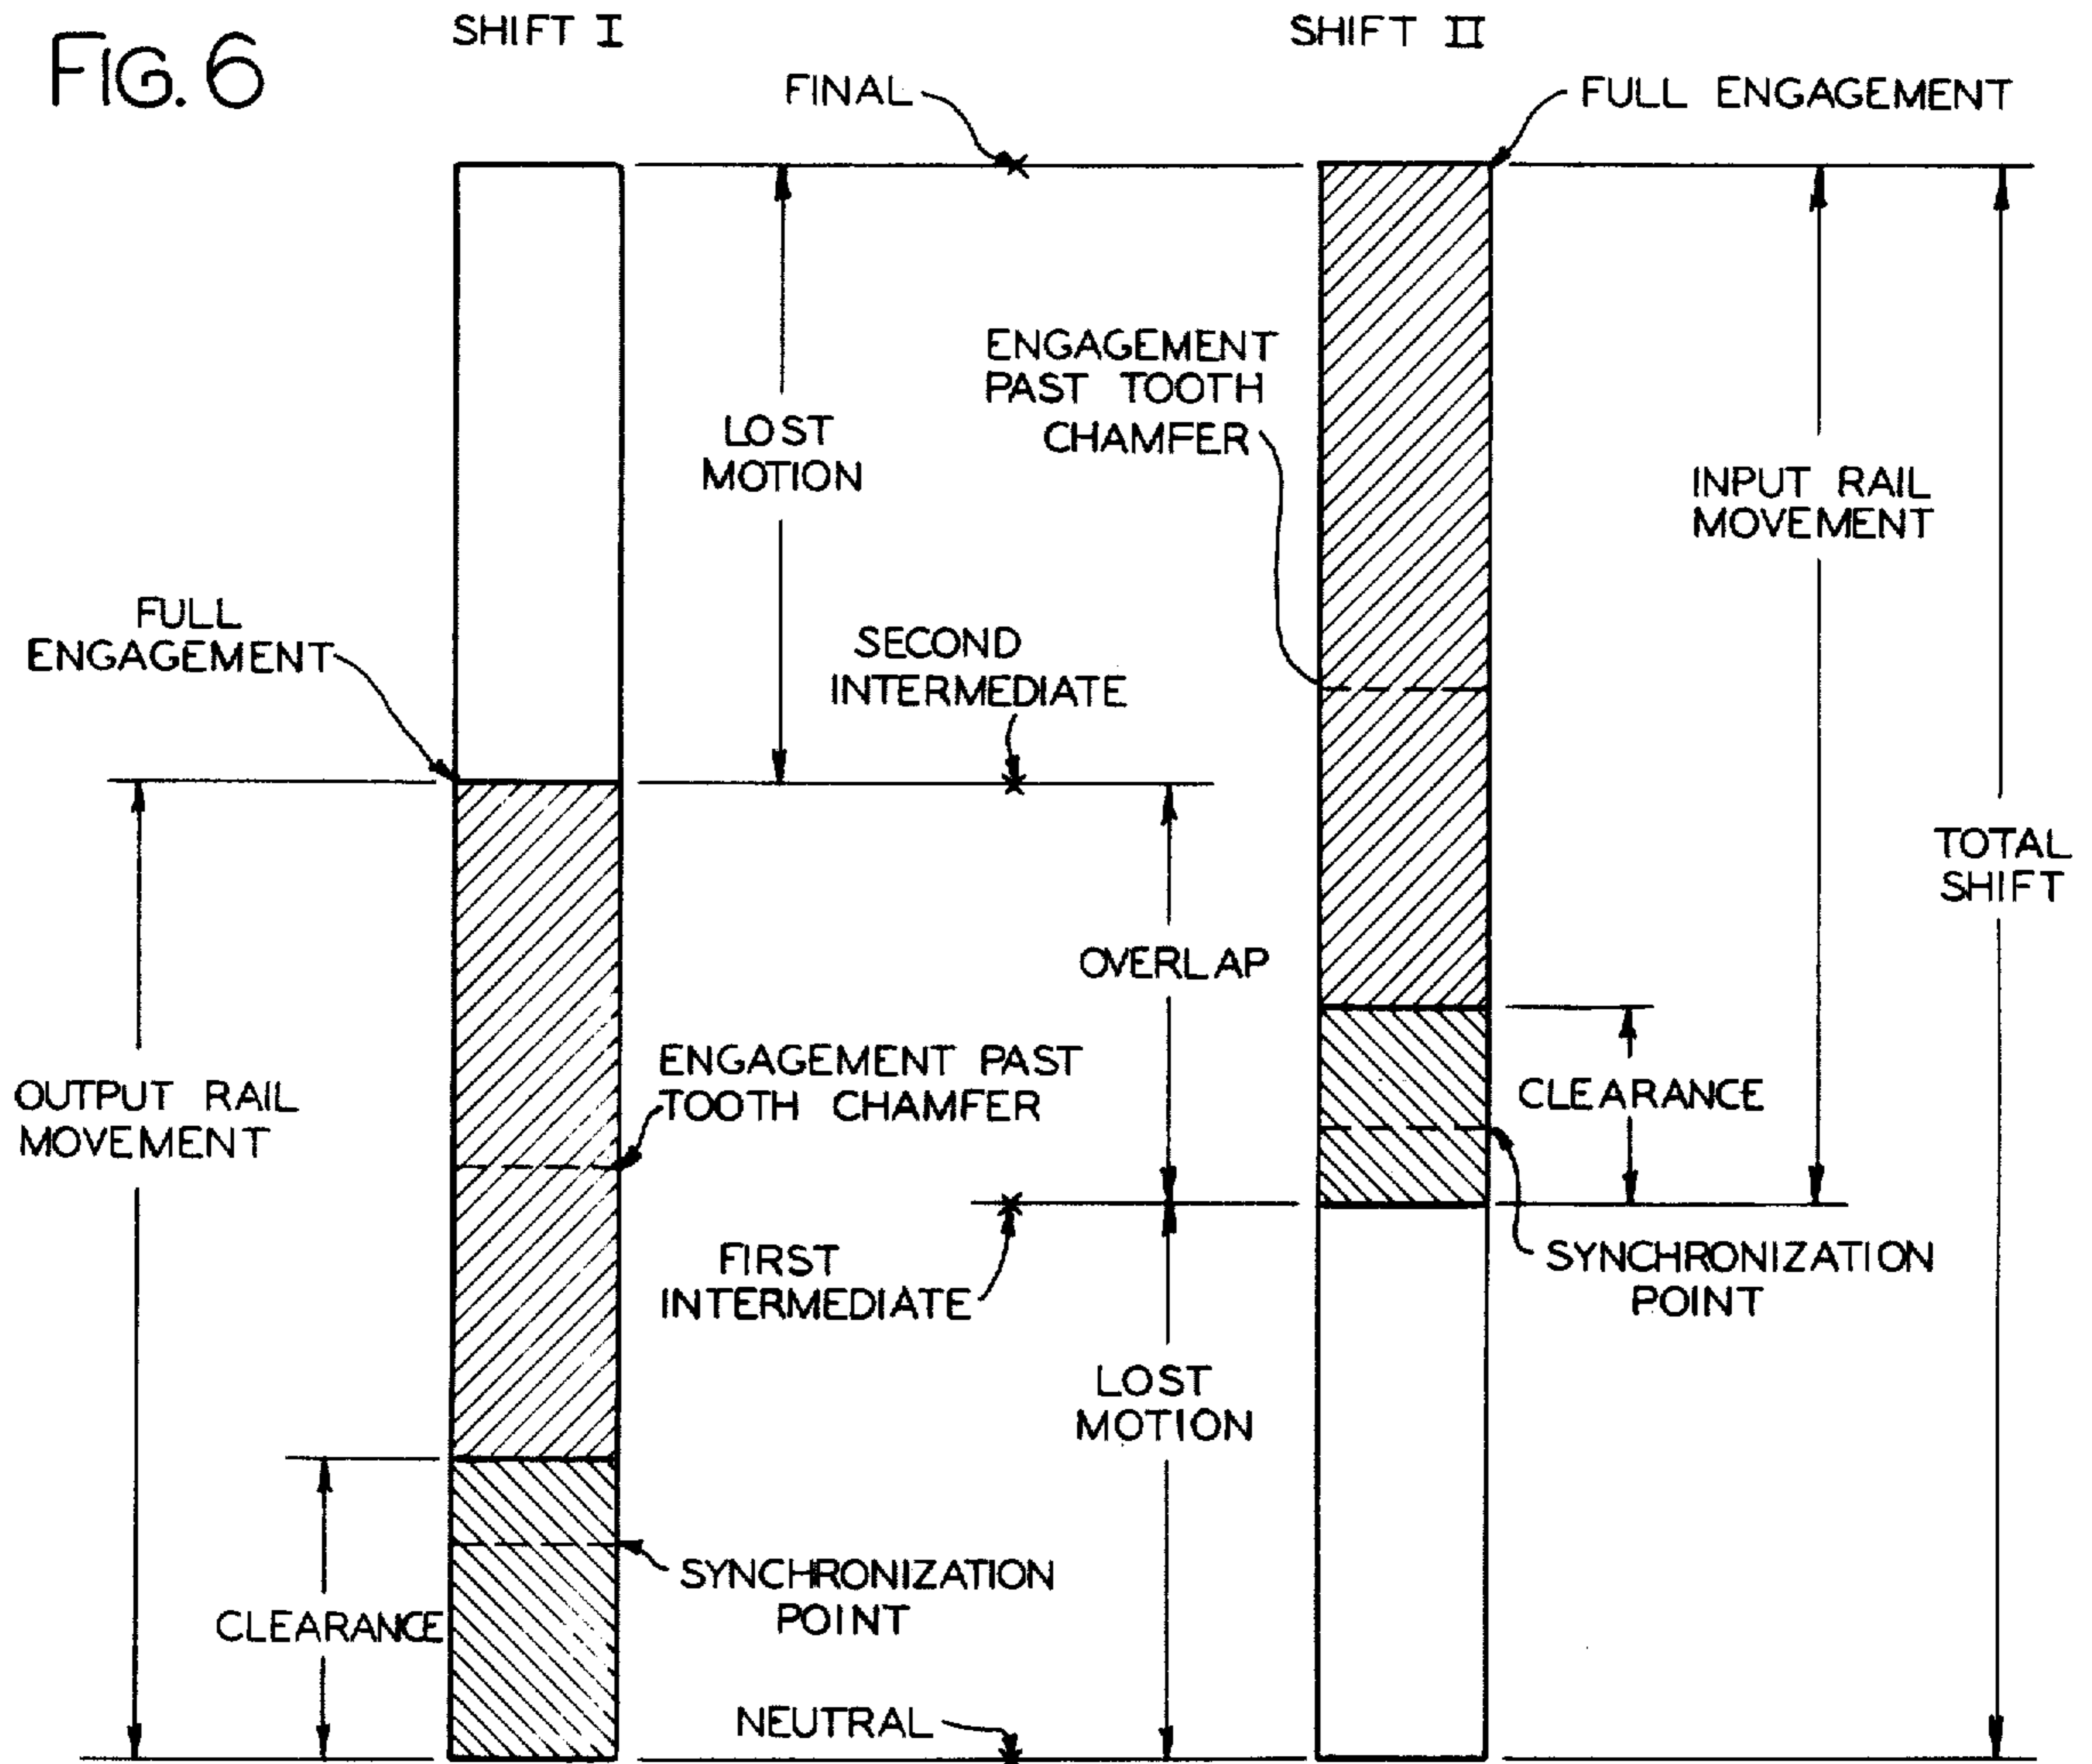 FIG. 6
SHIFT I
SHIFT II
FINAL
FULL ENGAGEMENT
ENGAGEMENT
PAST TOOTH
CHAMFER
LOST
MOTION
INPUT RAIL
MOVEMENT
FULL
ENGAGEMENT
SECOND
INTERMEDIATE
TOTAL
SHIFT
OVERLAP
ENGAGEMENT PAST
TOOTH CHAMFER
OUTPUT RAIL
MOVEMENT
CLEARANCE
FIRST
INTERMEDIATE
SYNCHRONIZATION
POINT
LOST
MOTION
SYNCHRONIZATION
POINT
CLEARANCE
NEUTRAL